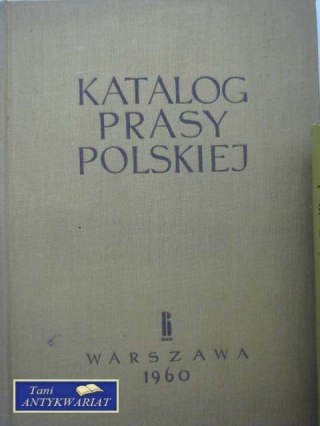 KATALOG
PRASY
POLSKIEJ
WARSZAWA
1960
Tani
ANTYKWARIAT